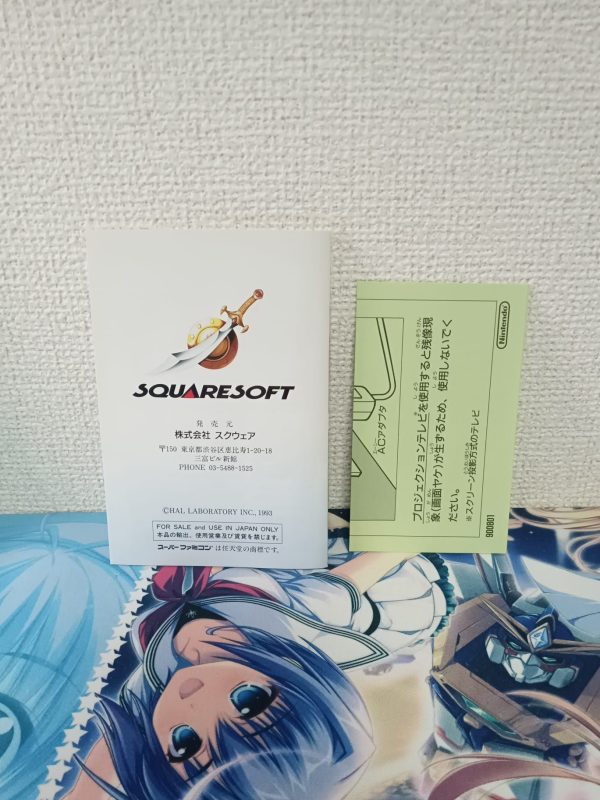 SQUARESOFT
発売元
株式会社 スクウェア
〒150 東京都渋谷区恵比寿1-20-18
三富ビル新館
PHONE 03-5488-1525
©HAL LABORATORY INC., 1993
FOR SALE and USE IN JAPAN ONLY
本品の輸出、使用営業及び賃貸を禁じます。
スーパーファミコン は任天堂の商標です。
Nintendo
プロジェクションテレビを使用すると残像現
象(画面ヤケ)が生するため、使用しないでく
ださい。
※スクリーン投影方式のテレビ
ACアダプタ
900801